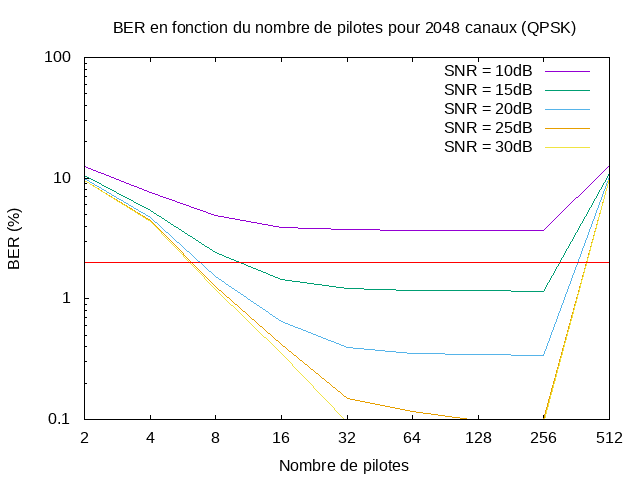 BER en fonction du nombre de pilotes pour 2048 canaux (QPSK)
100
SNR = 10dB
SNR = 15dB
SNR = 20dB
SNR = 25dB
SNR = 30dB
10
BER (%)
1
0.1
2 4 8 16 32 64 128 256 512
Nombre de pilotes